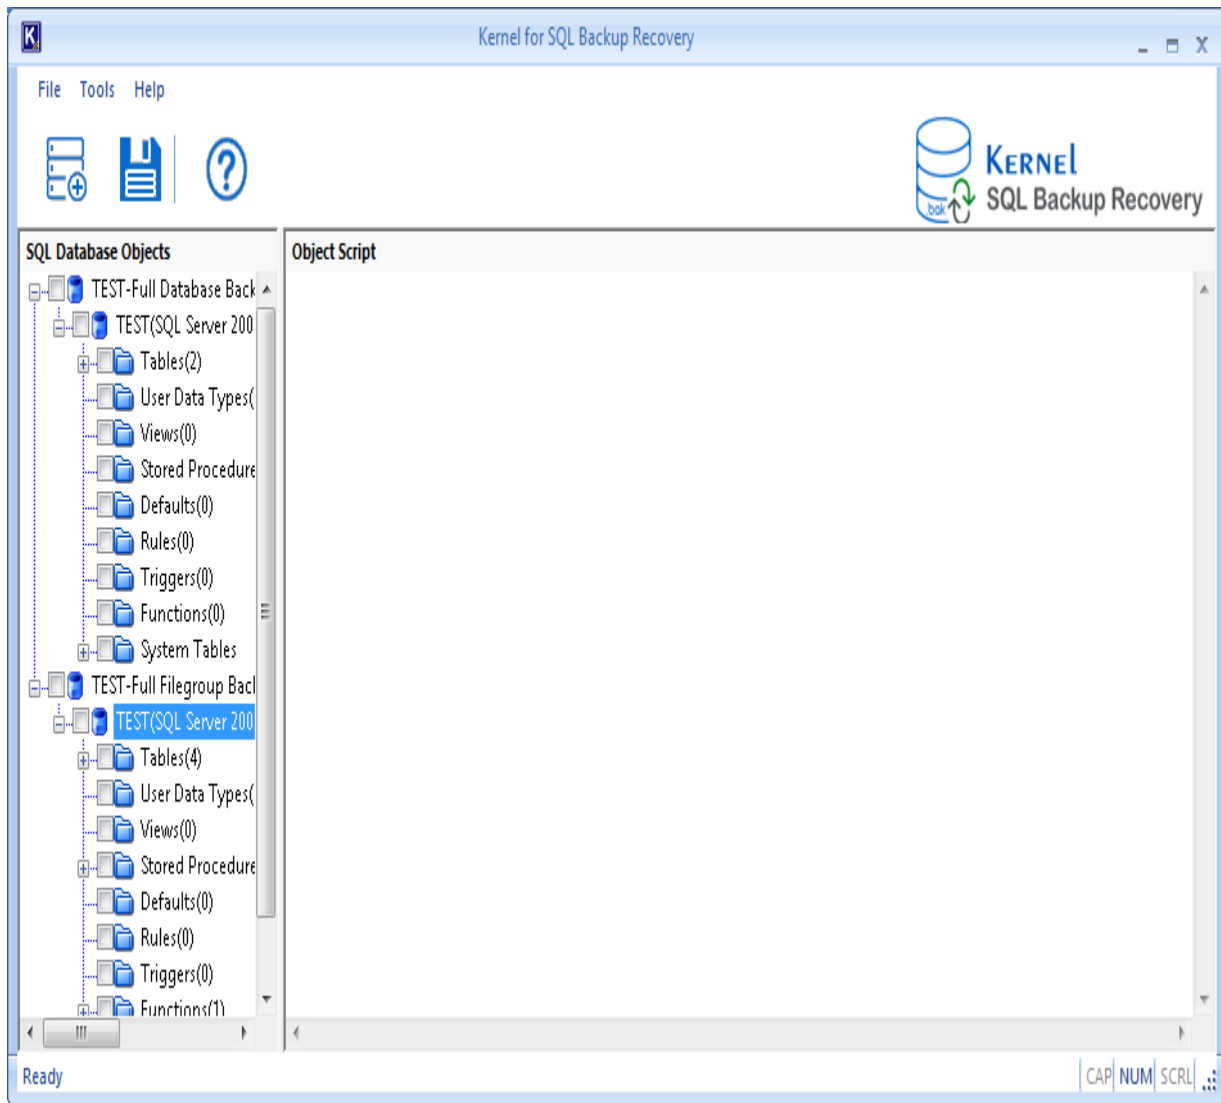 Kernel for SQL Backup Recovery
File Tools Help
.bak
KERNEL
SQL Backup Recovery
SQL Database Objects
TEST-Full Database Back
TEST(SQL Server 200
Tables(2)
User Data Types(
Views(0)
Stored Procedure
Defaults(0)
Rules(0)
Triggers(0)
Functions(0)
System Tables
TEST-Full Filegroup Bac
TEST(SQL Server 200
Tables(4)
User Data Types(
Views(0)
Stored Procedure
Defaults(0)
Rules(0)
Triggers(0)
Functions(1)
Object Script
Ready
CAP NUM SCRL